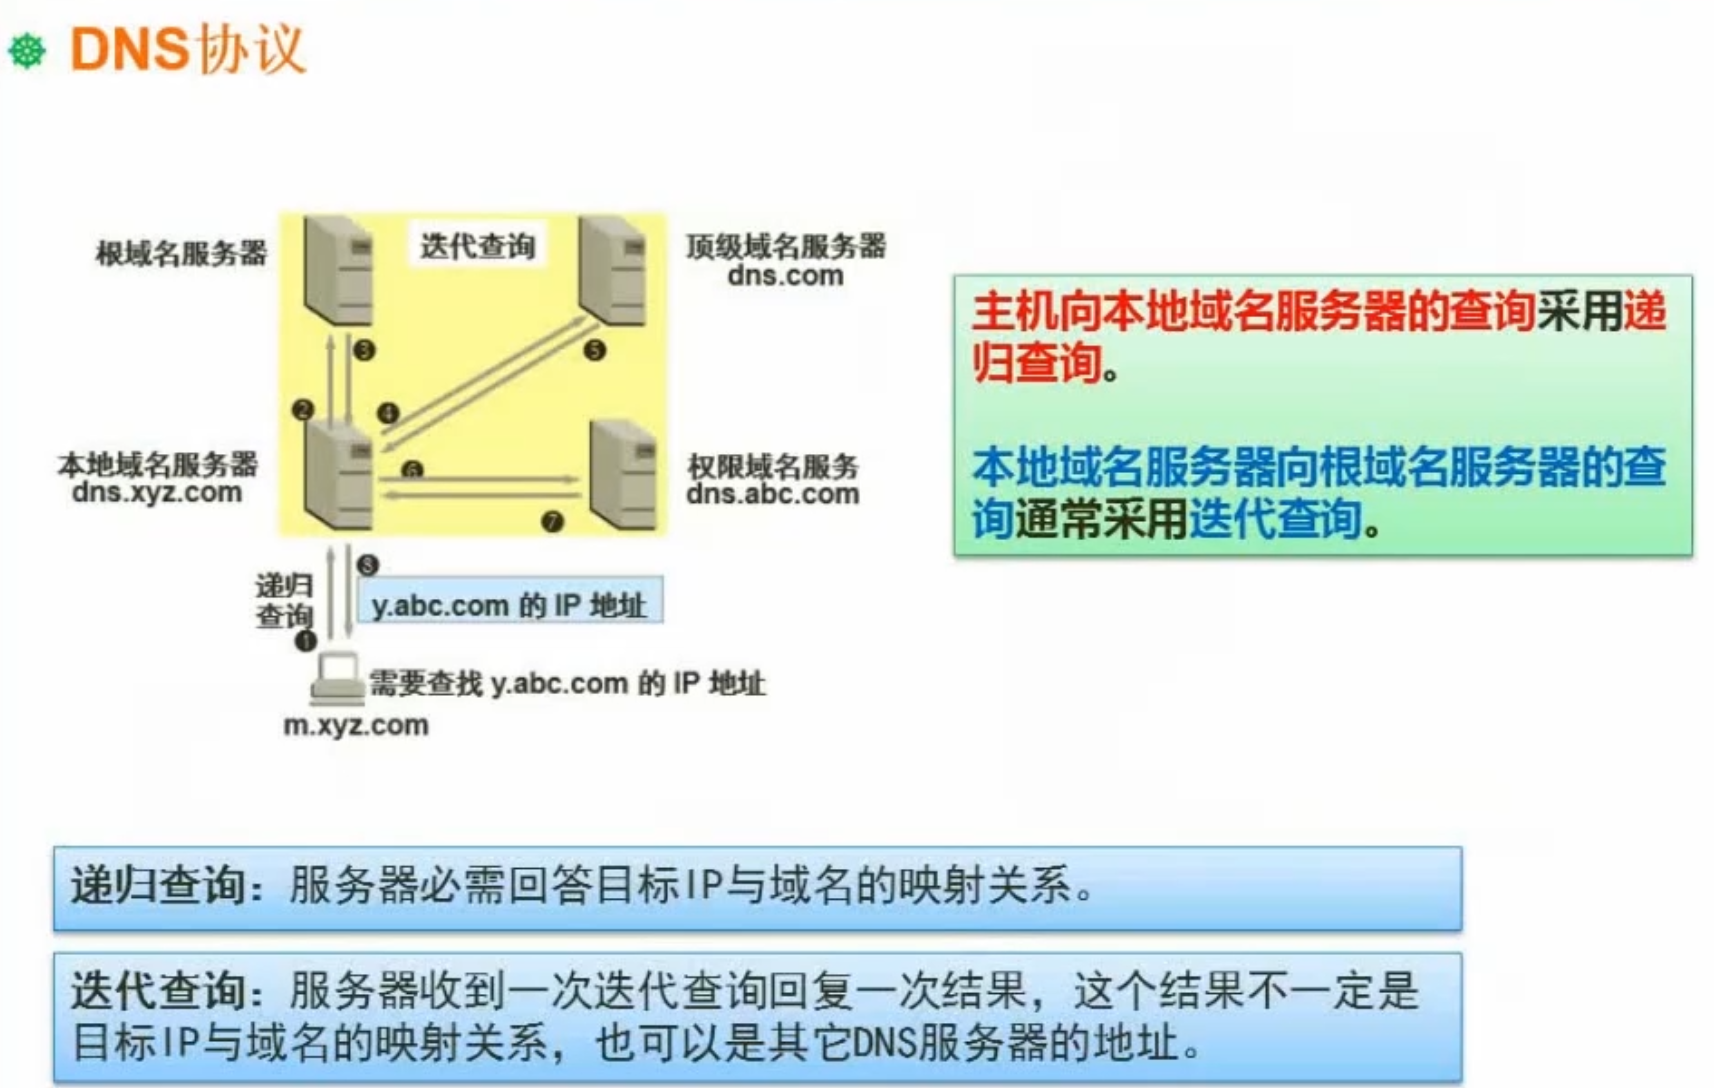 DNS协议
根域名服务器
迭代查询
顶级域名服务器
dns.com
❸
❺
❷
❹
本地域名服务器
dns.xyz.com
❻
权限域名服务
dns.abc.com
❼
❽
递归
查询
y.abc.com 的 IP 地址
❶
需要查找 y.abc.com 的 IP 地址
m.xyz.com
主机向本地域名服务器的查询采用递
归查询。
本地域名服务器向根域名服务器的查
询通常采用迭代查询。
递归查询：服务器必需回答目标IP与域名的映射关系。
迭代查询：服务器收到一次迭代查询回复一次结果，这个结果不一定是
目标IP与域名的映射关系，也可以是其它DNS服务器的地址。